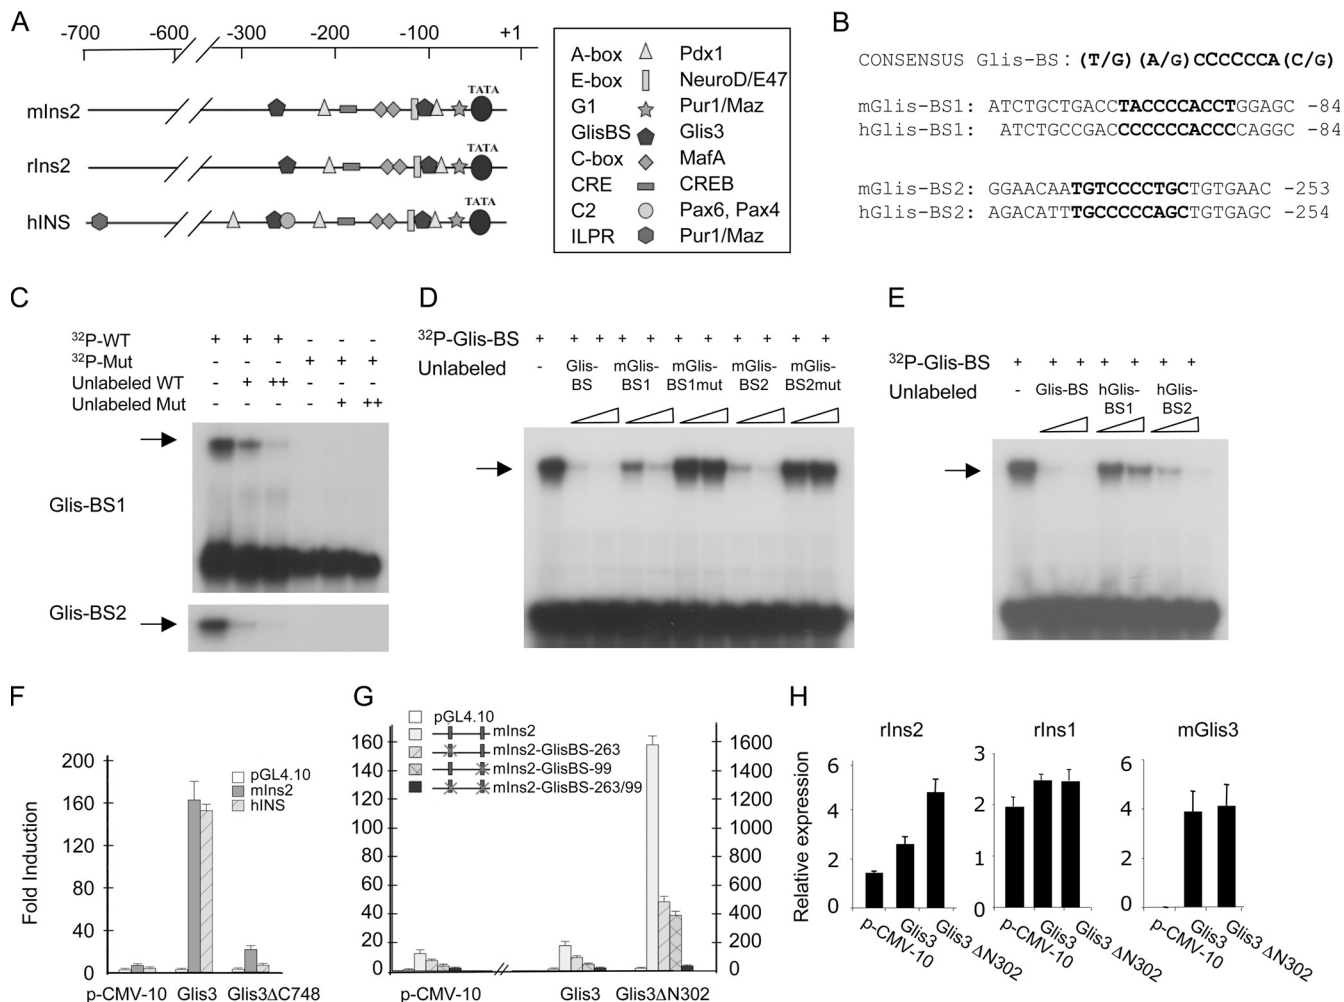 A
-700 -600 -300 -200 -100 +1
mIns2
TATA
rIns2
TATA
hINS
TATA
A-box Pdx1
E-box NeuroD/E47
G1 Pur1/Maz
GlisBS Glis3
C-box MafA
CRE CREB
C2 Pax6, Pax4
ILPR Pur1/Maz
B
CONSENSUS Glis-BS: (T/G)(A/G)CCCCCCA(C/G)
mGlis-BS1: ATCTGCTGACCTACCCCACCTGGAGC -84
hGlis-BS1: ATCTGCCGACCCCCCCACCCCAGGC -84
mGlis-BS2: GGAACAATGTCCCCTGCTGTGAAC -253
hGlis-BS2: AGACATTTGCCCCCAGCTGTGAGC -254
C
32P-WT + + + - - -
32P-Mut - - - + + +
Unlabeled WT - + ++ - - -
Unlabeled Mut - - - - + ++
Glis-BS1
Glis-BS2
D
32P-Glis-BS + + + + + + + + + + +
Unlabeled - Glis-BS mGlis-BS1 mGlis-BS1mut mGlis-BS2 mGlis-BS2mut
E
32P-Glis-BS + + + + + + +
Unlabeled - Glis-BS hGlis-BS1 hGlis-BS2
F
Fold Induction
200
160
120
80
40
0
pGL4.10
mIns2
hINS
p-CMV-10 Glis3 Glis3ΔC748
G
pGL4.10
mIns2
mIns2-GlisBS-263
mIns2-GlisBS-99
mIns2-GlisBS-263/99
160 1600
140 1400
120 1200
100 1000
80 800
60 600
40 400
20 200
0 0
p-CMV-10 Glis3 Glis3ΔN302
H
Relative expression
rIns2
6
4
2
0
p-CMV-10
Glis3
Glis3 ΔN302
rIns1
3
2
1
0
p-CMV-10
Glis3
Glis3 ΔN302
mGlis3
6
4
2
0
p-CMV-10
Glis3
Glis3 ΔN302